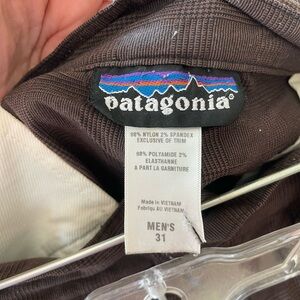 patagonia®
98% NYLON 2% SPANDEX
EXCLUSIVE OF TRIM
98% POLYAMIDE 2%
ELASTHANNE
A PART LA GARNITURE
Made in VIETNAM
Fabriqu AU VIETNAM
MEN'S
31